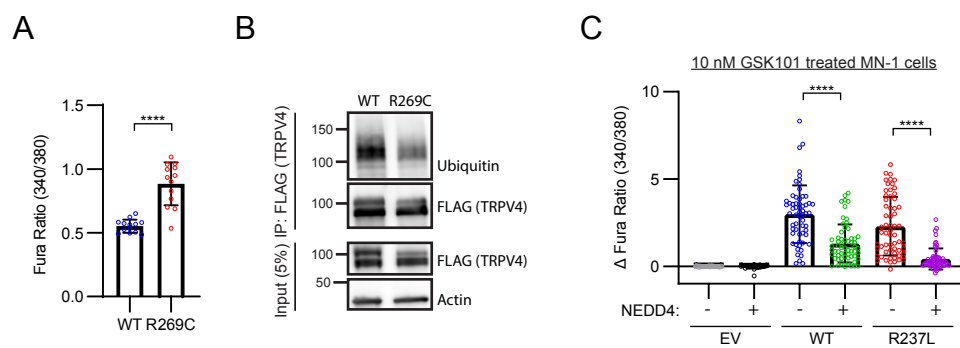 A
Fura Ratio (340/380)
1.5
1.0
0.5
0.0
****
WT R269C
B
WT R269C
IP: FLAG (TRPV4)
150
100
Ubiquitin
100
FLAG (TRPV4)
Input (5%)
100
FLAG (TRPV4)
50
Actin
C
10 nM GSK101 treated MN-1 cells
Δ Fura Ratio (340/380)
10
5
0
****
****
NEDD4: - + - + - +
EV WT R237L